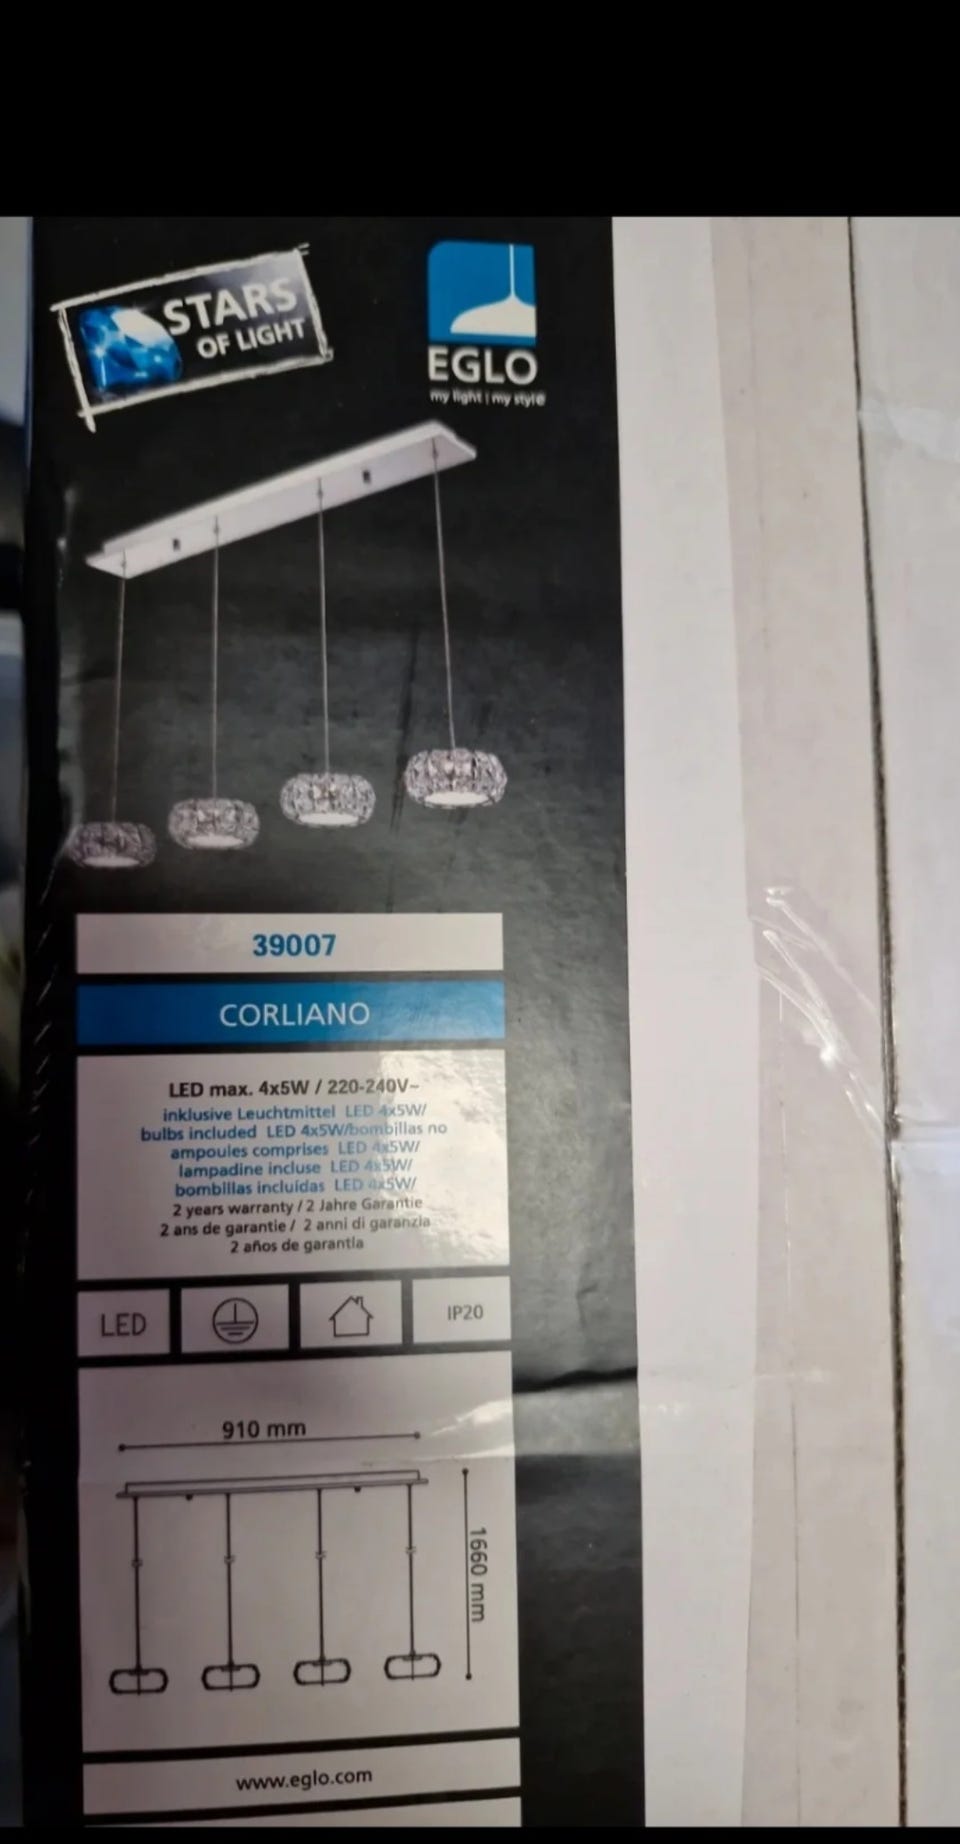 STARS
OF LIGHT
EGLO
my light | my style
39007
CORLIANO
LED max. 4x5W / 220-240V~
inklusive Leuchtmittel LED 4x5W/
bulbs included LED 4x5W/bombillas no
ampoules comprises LED 4x5W/
lampadine incluse LED 4x5W/
bombillas incluídas LED 4x5W/
2 years warranty / 2 Jahre Garantie
2 ans de garantie / 2 anni di garanzia
2 años de garantía
LED
IP20
910 mm
1660 mm
www.eglo.com